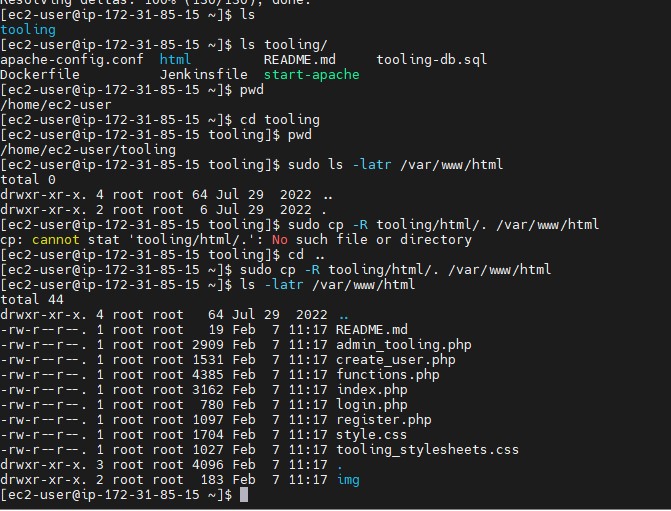 Resolving deltas: 100% (130/130), done.
[ec2-user@ip-172-31-85-15 ~]$ ls
tooling
[ec2-user@ip-172-31-85-15 ~]$ ls tooling/
apache-config.conf  html         README.md     tooling-db.sql
Dockerfile          Jenkinsfile  start-apache
[ec2-user@ip-172-31-85-15 ~]$ pwd
/home/ec2-user
[ec2-user@ip-172-31-85-15 ~]$ cd tooling
[ec2-user@ip-172-31-85-15 tooling]$ pwd
/home/ec2-user/tooling
[ec2-user@ip-172-31-85-15 tooling]$ sudo ls -latr /var/www/html
total 0
drwxr-xr-x. 4 root root 64 Jul 29  2022 ..
drwxr-xr-x. 2 root root  6 Jul 29  2022 .
[ec2-user@ip-172-31-85-15 tooling]$ sudo cp -R tooling/html/. /var/www/html
cp: cannot stat 'tooling/html/.': No such file or directory
[ec2-user@ip-172-31-85-15 tooling]$ cd ..
[ec2-user@ip-172-31-85-15 ~]$ sudo cp -R tooling/html/. /var/www/html
[ec2-user@ip-172-31-85-15 ~]$ ls -latr /var/www/html
total 44
drwxr-xr-x. 4 root root   64 Jul 29  2022 ..
-rw-r--r--. 1 root root   19 Feb  7 11:17 README.md
-rw-r--r--. 1 root root 2909 Feb  7 11:17 admin_tooling.php
-rw-r--r--. 1 root root 1531 Feb  7 11:17 create_user.php
-rw-r--r--. 1 root root 4385 Feb  7 11:17 functions.php
-rw-r--r--. 1 root root 3162 Feb  7 11:17 index.php
-rw-r--r--. 1 root root  780 Feb  7 11:17 login.php
-rw-r--r--. 1 root root 1097 Feb  7 11:17 register.php
-rw-r--r--. 1 root root 1704 Feb  7 11:17 style.css
-rw-r--r--. 1 root root 1027 Feb  7 11:17 tooling_stylesheets.css
drwxr-xr-x. 3 root root 4096 Feb  7 11:17 .
drwxr-xr-x. 2 root root  183 Feb  7 11:17 img
[ec2-user@ip-172-31-85-15 ~]$